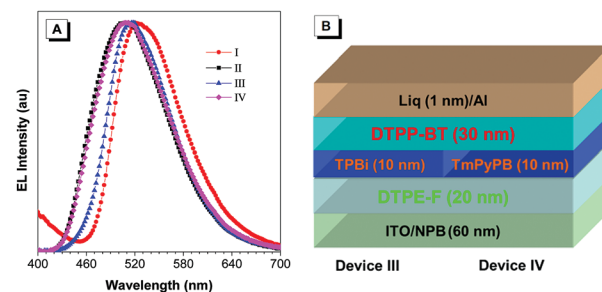 A
EL Intensity (au)
I
II
III
IV
400 460 520 580 640 700
Wavelength (nm)
B
Liq (1 nm)/Al
DTPP-BT (30 nm)
TPBi (10 nm) TmPyPB (10 nm)
DTPE-F (20 nm)
ITO/NPB (60 nm)
Device III Device IV